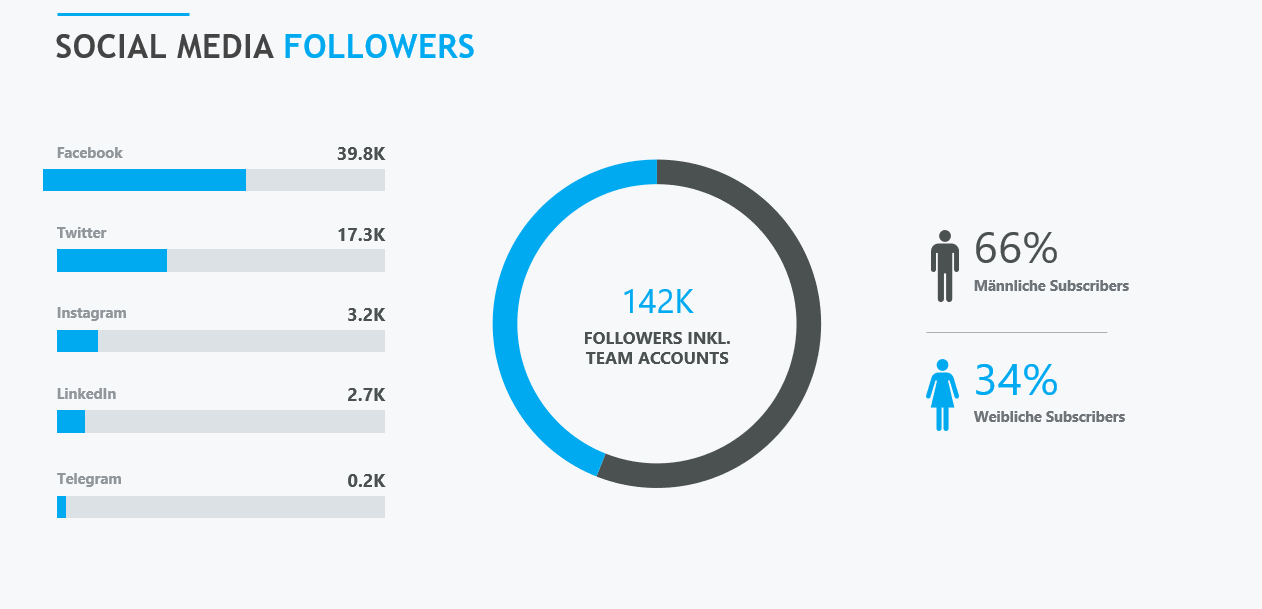 SOCIAL MEDIA FOLLOWERS
Facebook 39.8K
Twitter 17.3K
Instagram 3.2K
LinkedIn 2.7K
Telegram 0.2K
142K
FOLLOWERS INKL.
TEAM ACCOUNTS
66%
Männliche Subscribers
34%
Weibliche Subscribers